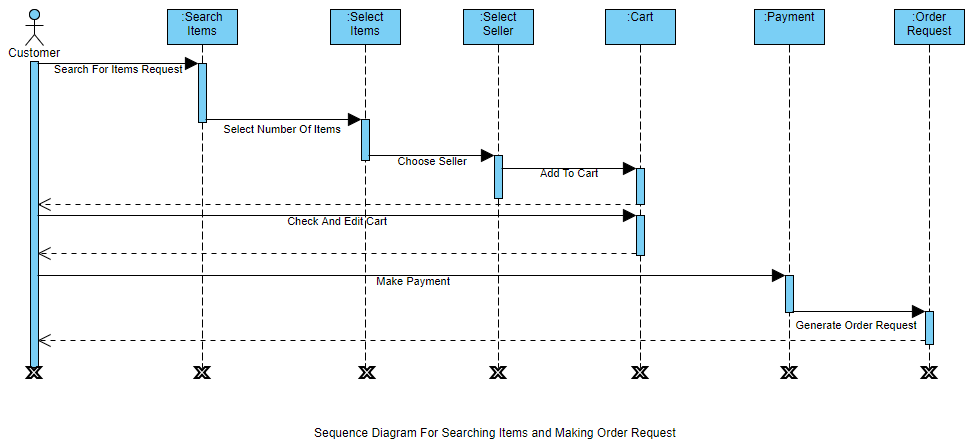 :Search
Items
:Select
Items
:Select
Seller
:Cart
:Payment
:Order
Request
Customer
Search For Items Request
Select Number Of Items
Choose Seller
Add To Cart
Check And Edit Cart
Make Payment
Generate Order Request
Sequence Diagram For Searching Items and Making Order Request